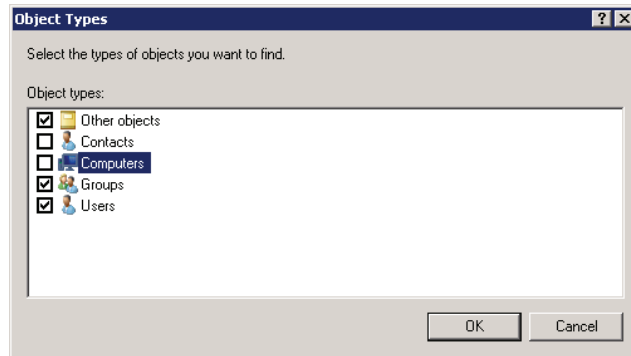 Object Types
Select the types of objects you want to find.
Object types:
Other objects
Contacts
Computers
Groups
Users
OK Cancel